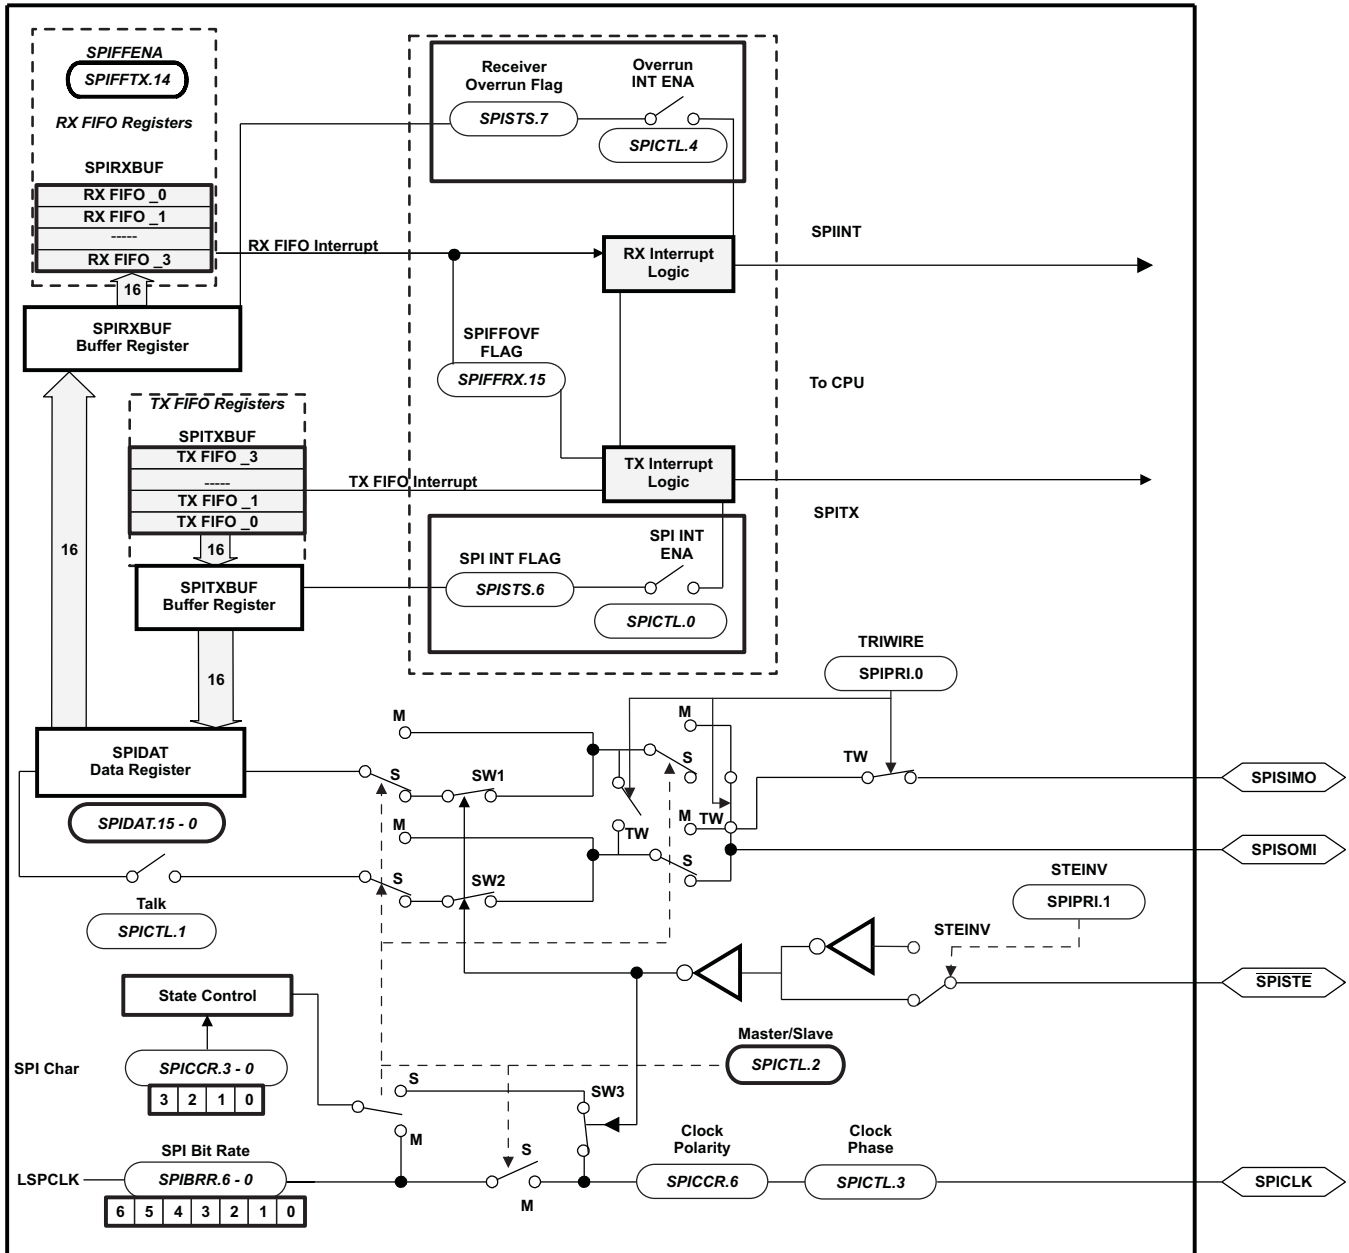 SPIFFENA
SPIFFTX.14
RX FIFO Registers
SPIRXBUF
RX FIFO _0
RX FIFO _1
-----
RX FIFO _3
16
SPIRXBUF
Buffer Register
RX FIFO Interrupt
Receiver
Overrun Flag
SPISTS.7
Overrun
INT ENA
SPICTL.4
RX Interrupt
Logic
SPIINT
SPIFFOVF
FLAG
SPIFFRX.15
To CPU
TX FIFO Registers
SPITXBUF
TX FIFO _3
-----
TX FIFO _1
TX FIFO _0
16
SPITXBUF
Buffer Register
TX FIFO Interrupt
TX Interrupt
Logic
SPITX
SPI INT FLAG
SPISTS.6
SPI INT
ENA
SPICTL.0
16
16
TRIWIRE
SPIPRI.0
SPIDAT
Data Register
SPIDAT.15 - 0
M
S
SW1
M
S
TW
SPISIMO
M
S
SW2
TW
M
TW
S
SPISOMI
Talk
SPICTL.1
STEINV
SPIPRI.1
STEINV
SPISTE
State Control
Master/Slave
SPICTL.2
SPI Char
SPICCR.3 - 0
3 2 1 0
S
M
SW3
LSPCLK
SPI Bit Rate
SPIBRR.6 - 0
6 5 4 3 2 1 0
S
M
Clock
Polarity
SPICCR.6
Clock
Phase
SPICTL.3
SPICLK